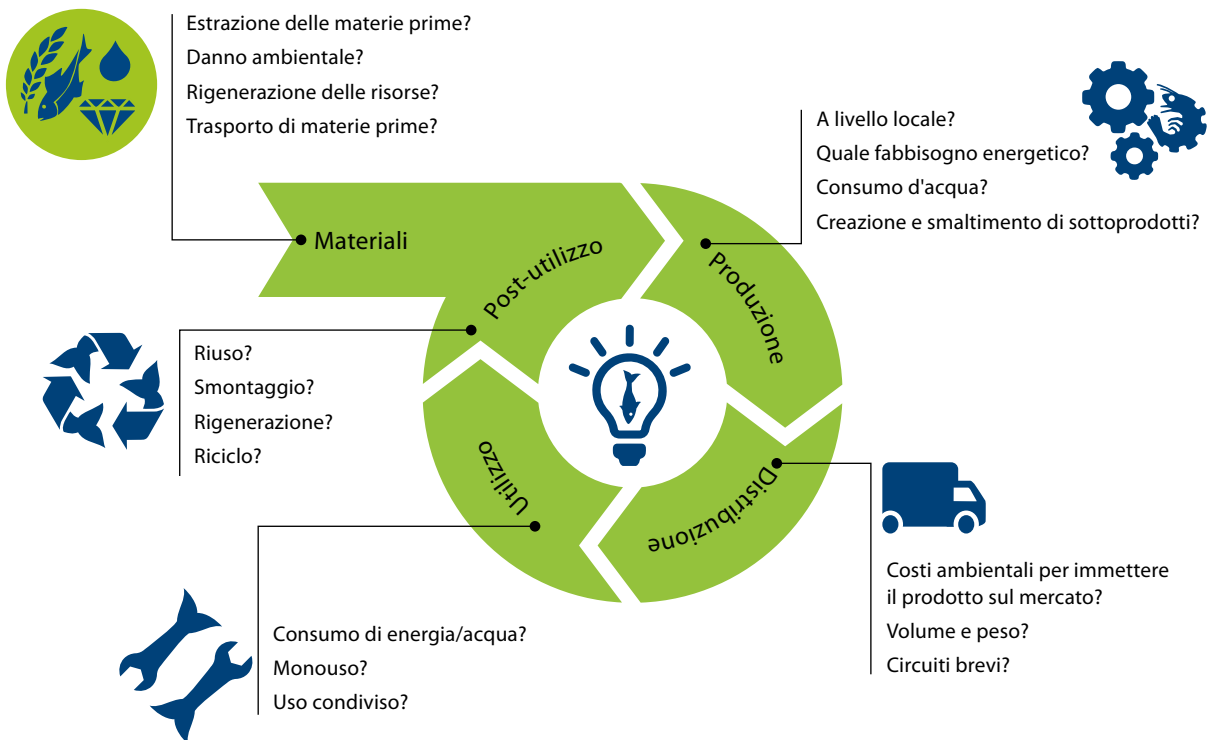 Estrazione delle materie prime?
Danno ambientale?
Rigenerazione delle risorse?
Trasporto di materie prime?
A livello locale?
Quale fabbisogno energetico?
Consumo d'acqua?
Creazione e smaltimento di sottoprodotti?
Materiali
Post-utilizzo
Produzione
Riuso?
Smontaggio?
Rigenerazione?
Riciclo?
Utilizzo
Distribuzione
Costi ambientali per immettere
il prodotto sul mercato?
Volume e peso?
Circuiti brevi?
Consumo di energia/acqua?
Monouso?
Uso condiviso?